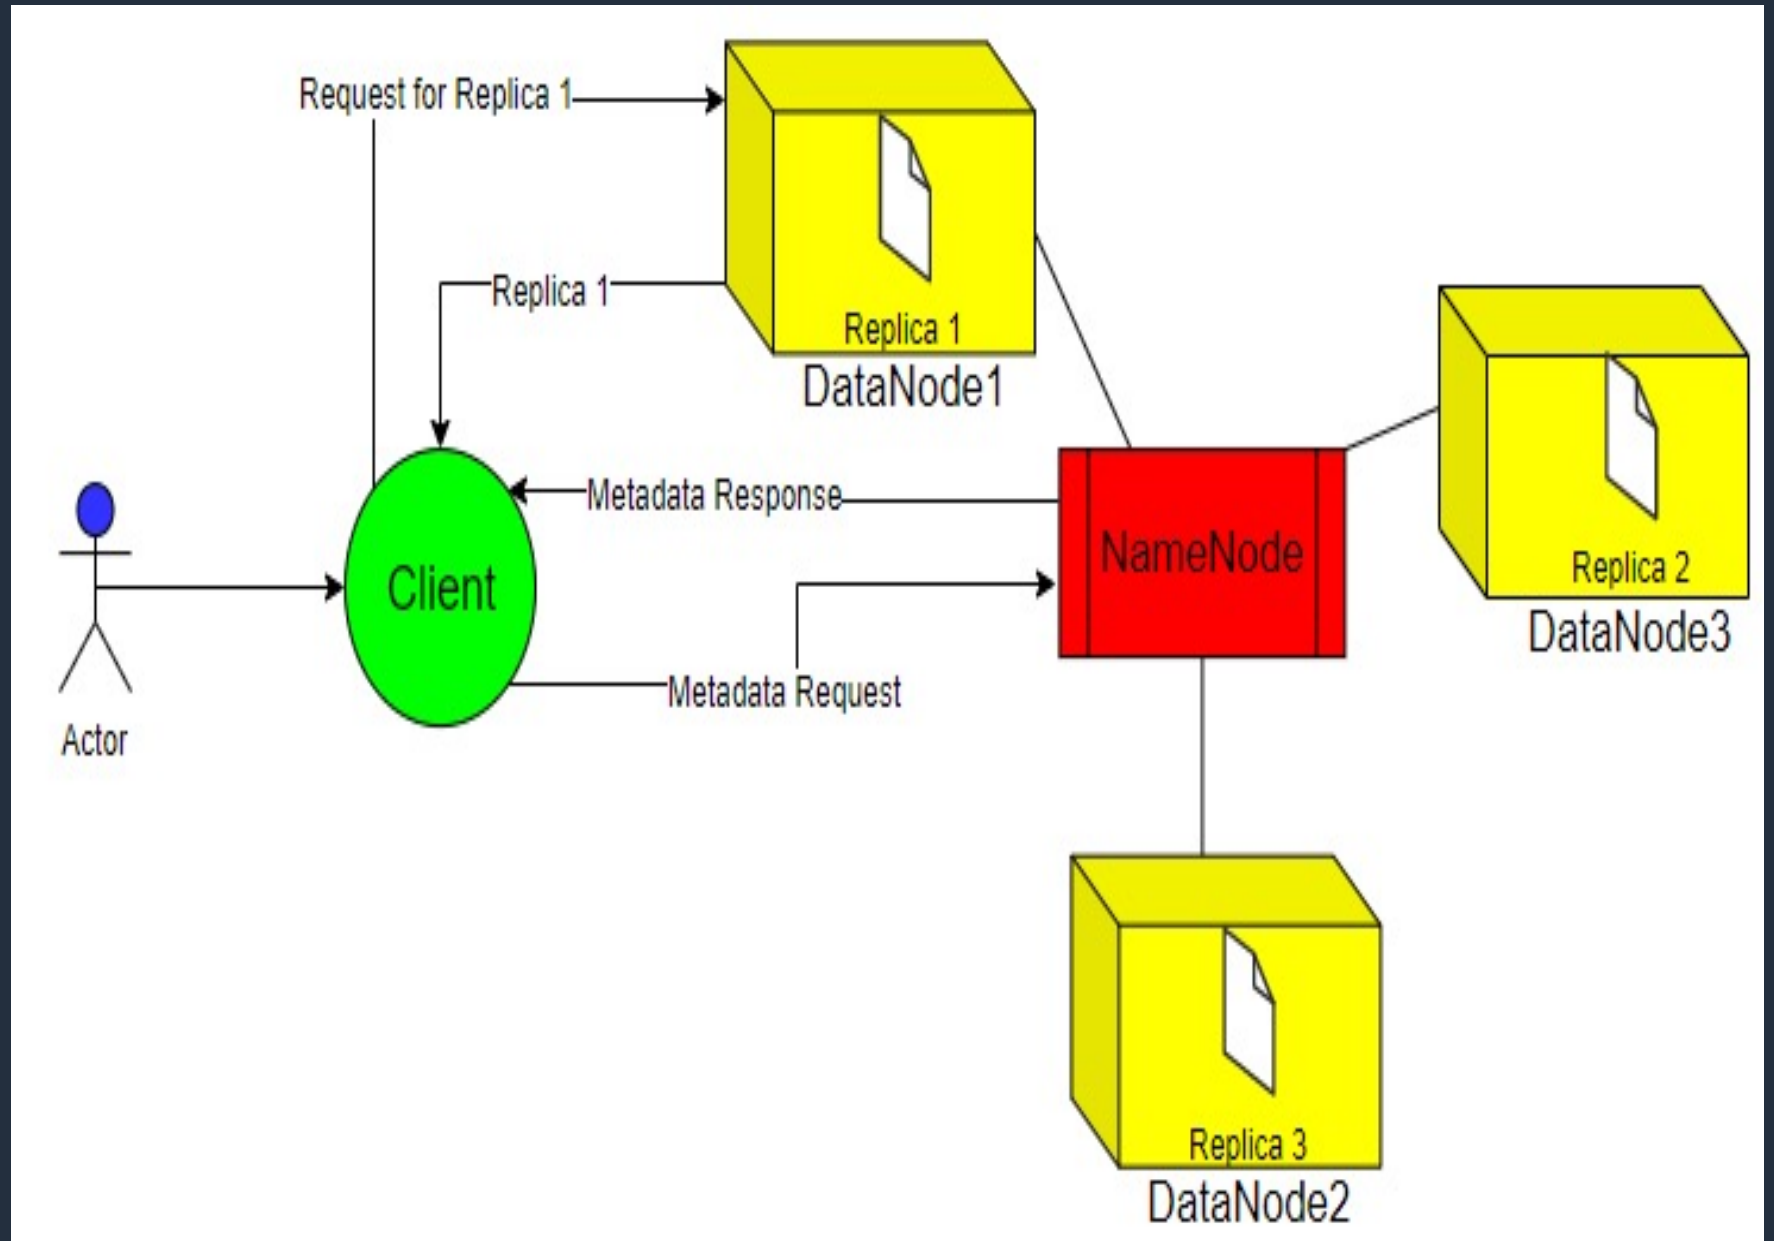 Request for Replica 1
Replica 1
Replica 1
DataNode1
Metadata Response
NameNode
Client
Replica 2
DataNode3
Metadata Request
Actor
Replica 3
DataNode2